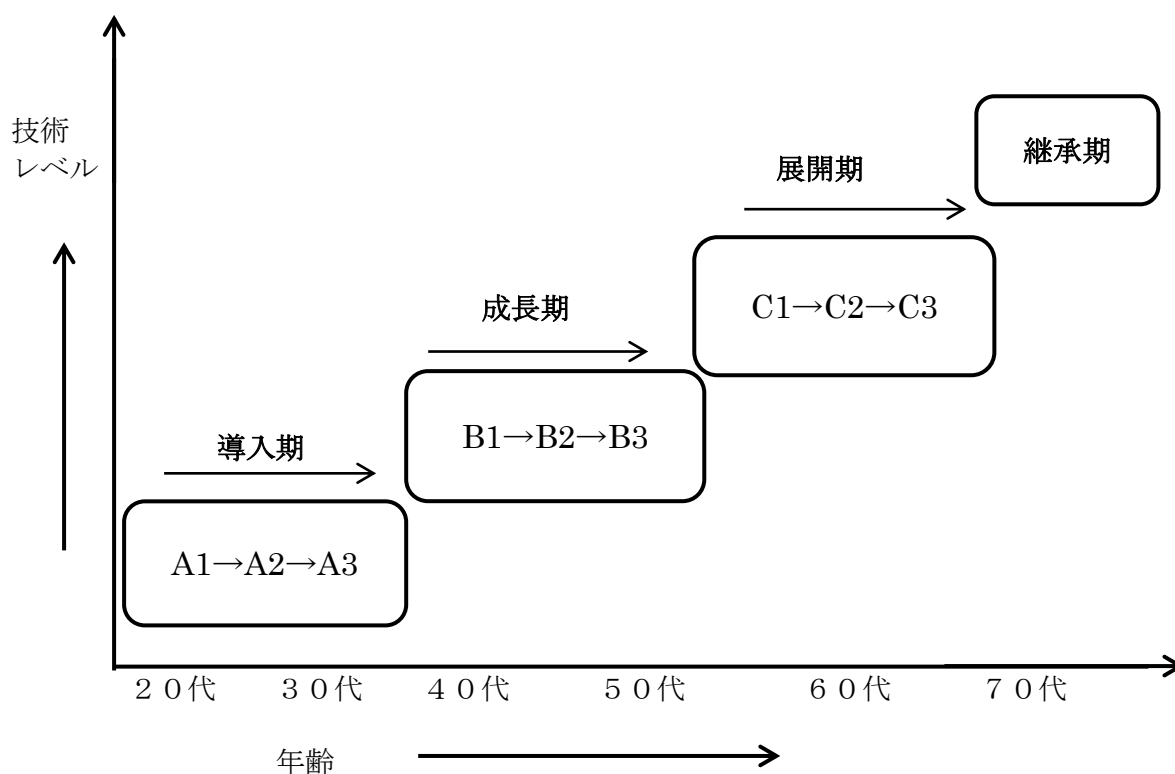 技術
レベル
継承期
展開期
C1→C2→C3
成長期
B1→B2→B3
導入期
A1→A2→A3
２０代 ３０代 ４０代 ５０代 ６０代 ７０代
年齢